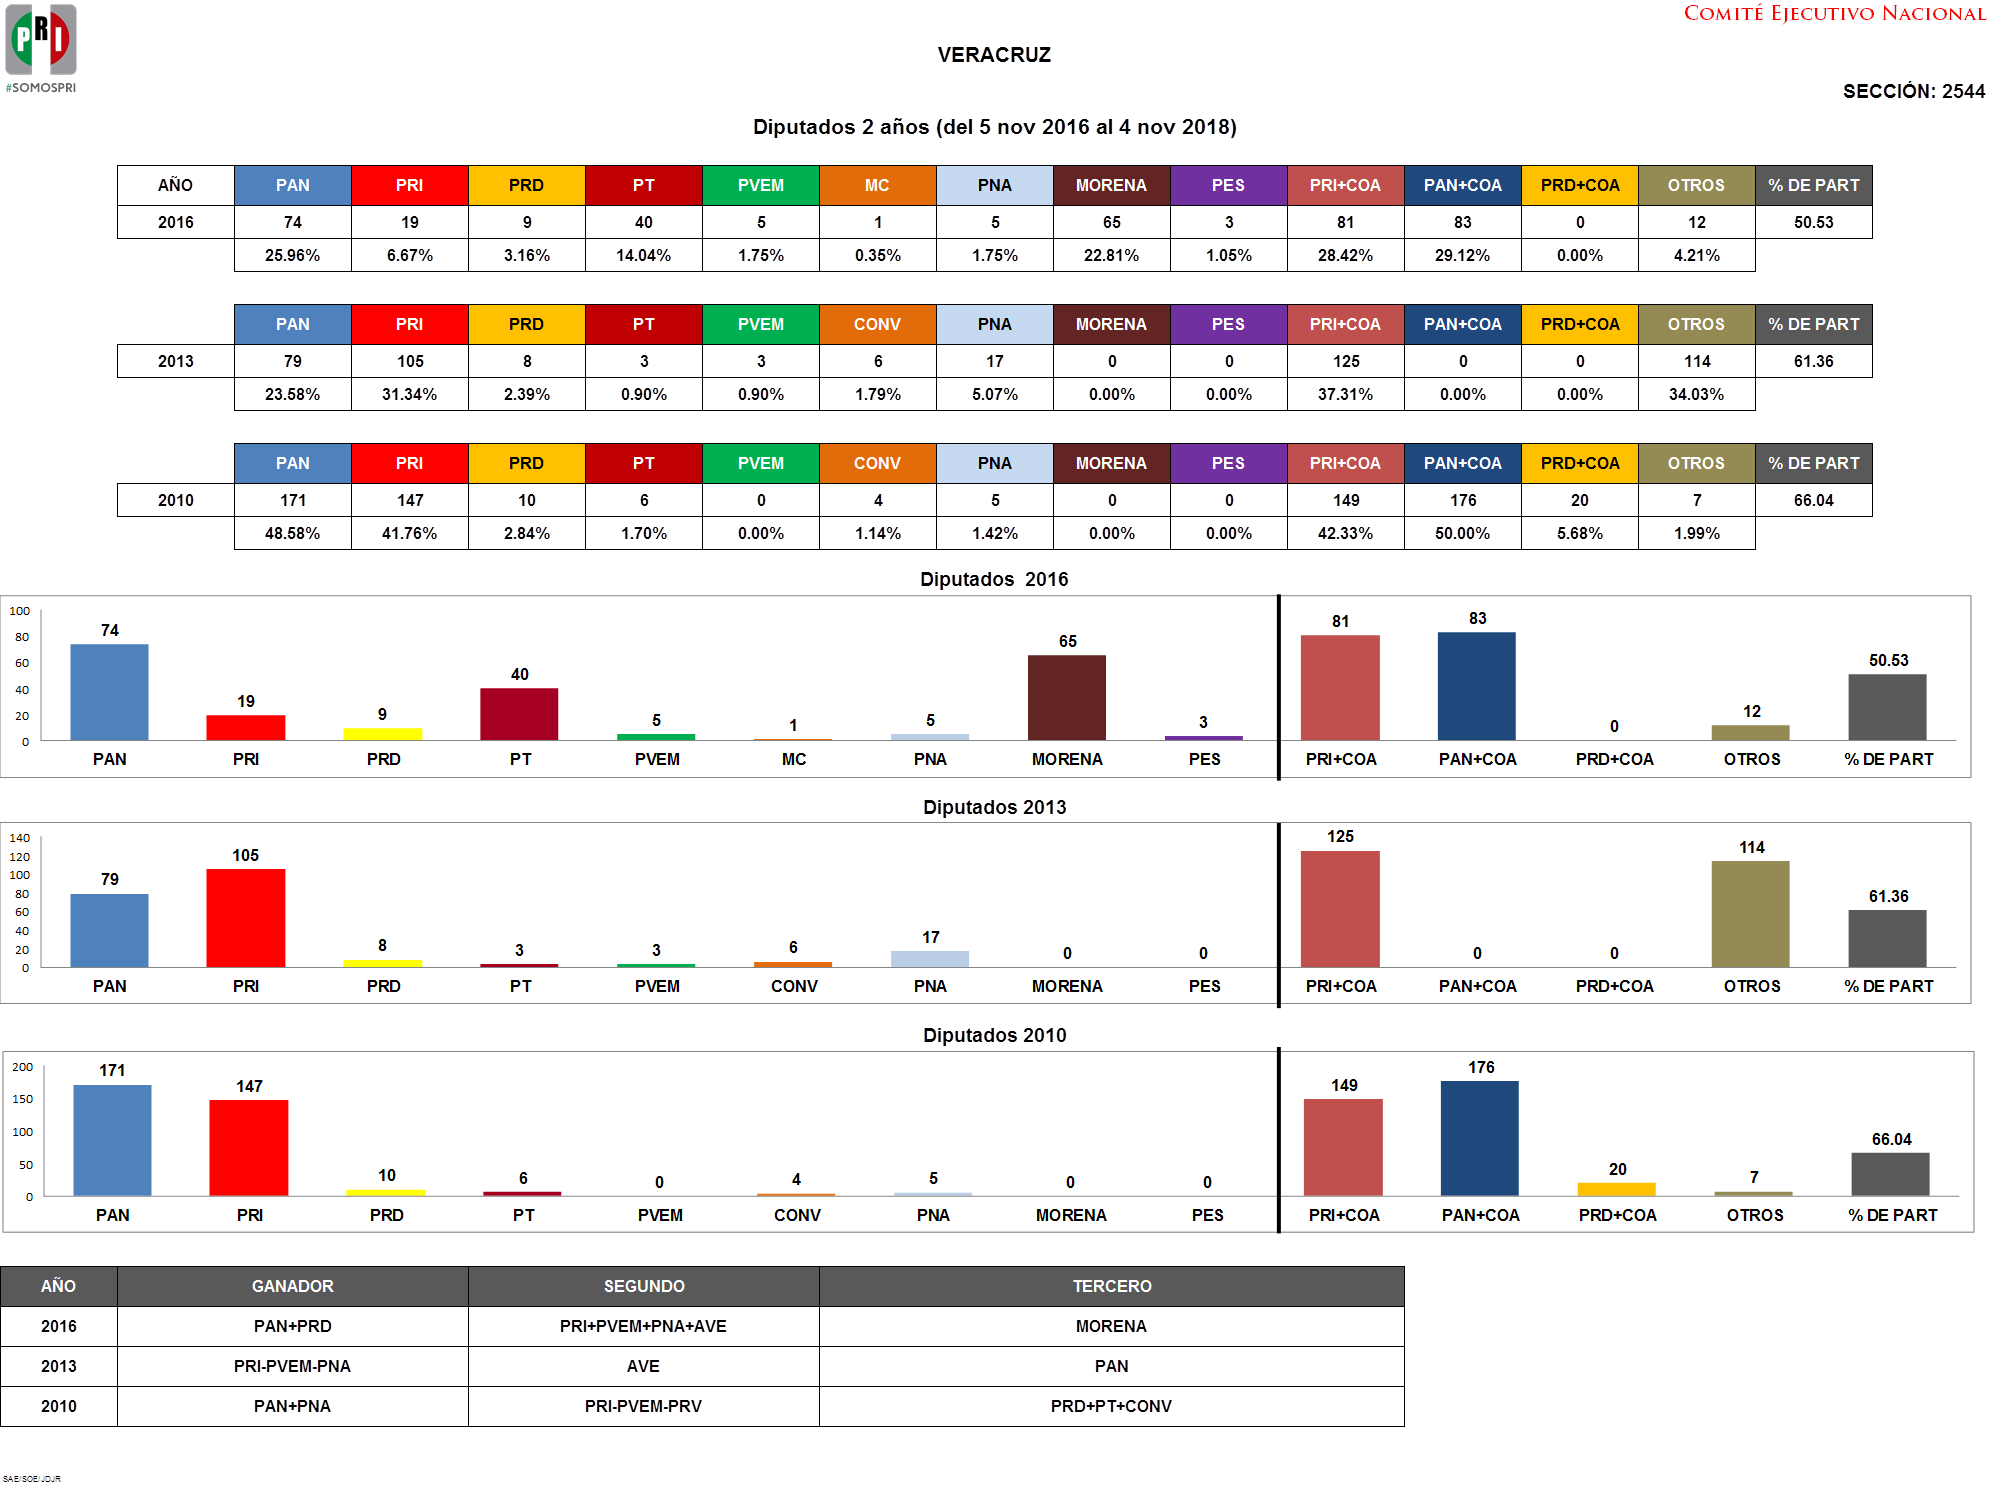 PRI
#SOMOSPRI
COMITÉ EJECUTIVO NACIONAL
VERACRUZ
SECCIÓN: 2544
Diputados 2 años (del 5 nov 2016 al 4 nov 2018)
AÑO PAN PRI PRD PT PVEM MC PNA MORENA PES PRI+COA PAN+COA PRD+COA OTROS % DE PART
2016 74 19 9 40 5 1 5 65 3 81 83 0 12 50.53
25.96% 6.67% 3.16% 14.04% 1.75% 0.35% 1.75% 22.81% 1.05% 28.42% 29.12% 0.00% 4.21%
PAN PRI PRD PT PVEM CONV PNA MORENA PES PRI+COA PAN+COA PRD+COA OTROS % DE PART
2013 79 105 8 3 3 6 17 0 0 125 0 0 114 61.36
23.58% 31.34% 2.39% 0.90% 0.90% 1.79% 5.07% 0.00% 0.00% 37.31% 0.00% 0.00% 34.03%
PAN PRI PRD PT PVEM CONV PNA MORENA PES PRI+COA PAN+COA PRD+COA OTROS % DE PART
2010 171 147 10 6 0 4 5 0 0 149 176 20 7 66.04
48.58% 41.76% 2.84% 1.70% 0.00% 1.14% 1.42% 0.00% 0.00% 42.33% 50.00% 5.68% 1.99%
Diputados 2016
100
80
60
40
20
0
74 19 9 40 5 1 5 65 3 81 83 0 12 50.53
PAN PRI PRD PT PVEM MC PNA MORENA PES PRI+COA PAN+COA PRD+COA OTROS % DE PART
Diputados 2013
140
120
100
80
60
40
20
0
79 105 8 3 3 6 17 0 0 125 0 0 114 61.36
PAN PRI PRD PT PVEM CONV PNA MORENA PES PRI+COA PAN+COA PRD+COA OTROS % DE PART
Diputados 2010
200
150
100
50
0
171 147 10 6 0 4 5 0 0 149 176 20 7 66.04
PAN PRI PRD PT PVEM CONV PNA MORENA PES PRI+COA PAN+COA PRD+COA OTROS % DE PART
AÑO GANADOR SEGUNDO TERCERO
2016 PAN+PRD PRI+PVEM+PNA+AVE MORENA
2013 PRI-PVEM-PNA AVE PAN
2010 PAN+PNA PRI-PVEM-PRV PRD+PT+CONV
SAE/SOE/JDJR